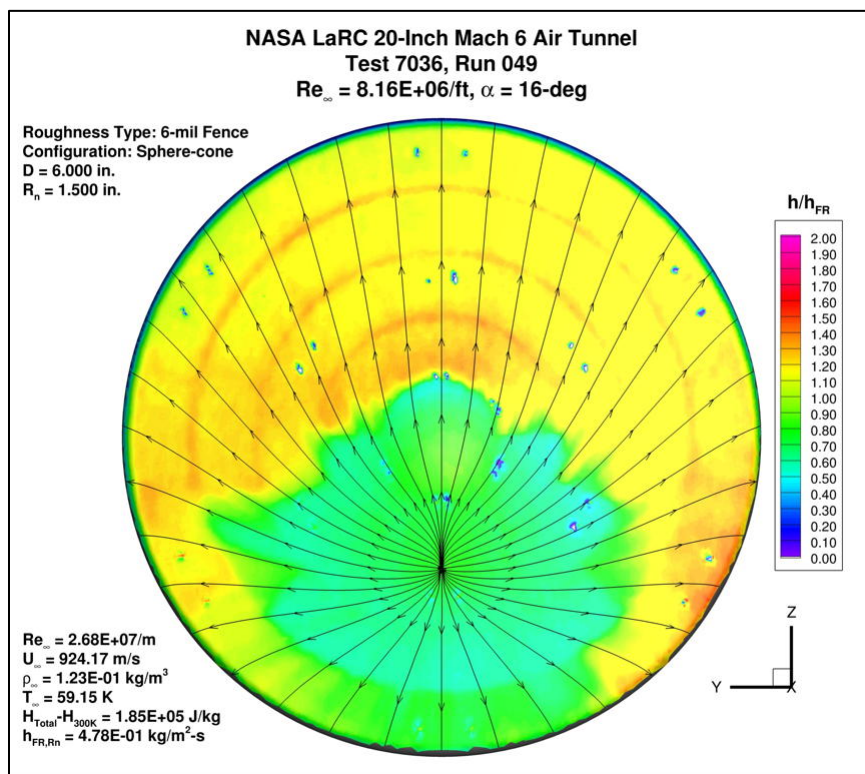 NASA LaRC 20-Inch Mach 6 Air Tunnel
Test 7036, Run 049
Re∞ = 8.16E+06/ft, α = 16-deg
Roughness Type: 6-mil Fence
Configuration: Sphere-cone
D = 6.000 in.
Rn = 1.500 in.
h/hFR
2.00
1.90
1.80
1.70
1.60
1.50
1.40
1.30
1.20
1.10
1.00
0.90
0.80
0.70
0.60
0.50
0.40
0.30
0.20
0.10
0.00
Z
Y
X
Re∞ = 2.68E+07/m
U∞ = 924.17 m/s
ρ∞ = 1.23E-01 kg/m³
T∞ = 59.15 K
HTotal-H300K = 1.85E+05 J/kg
hFR,Rn = 4.78E-01 kg/m²-s